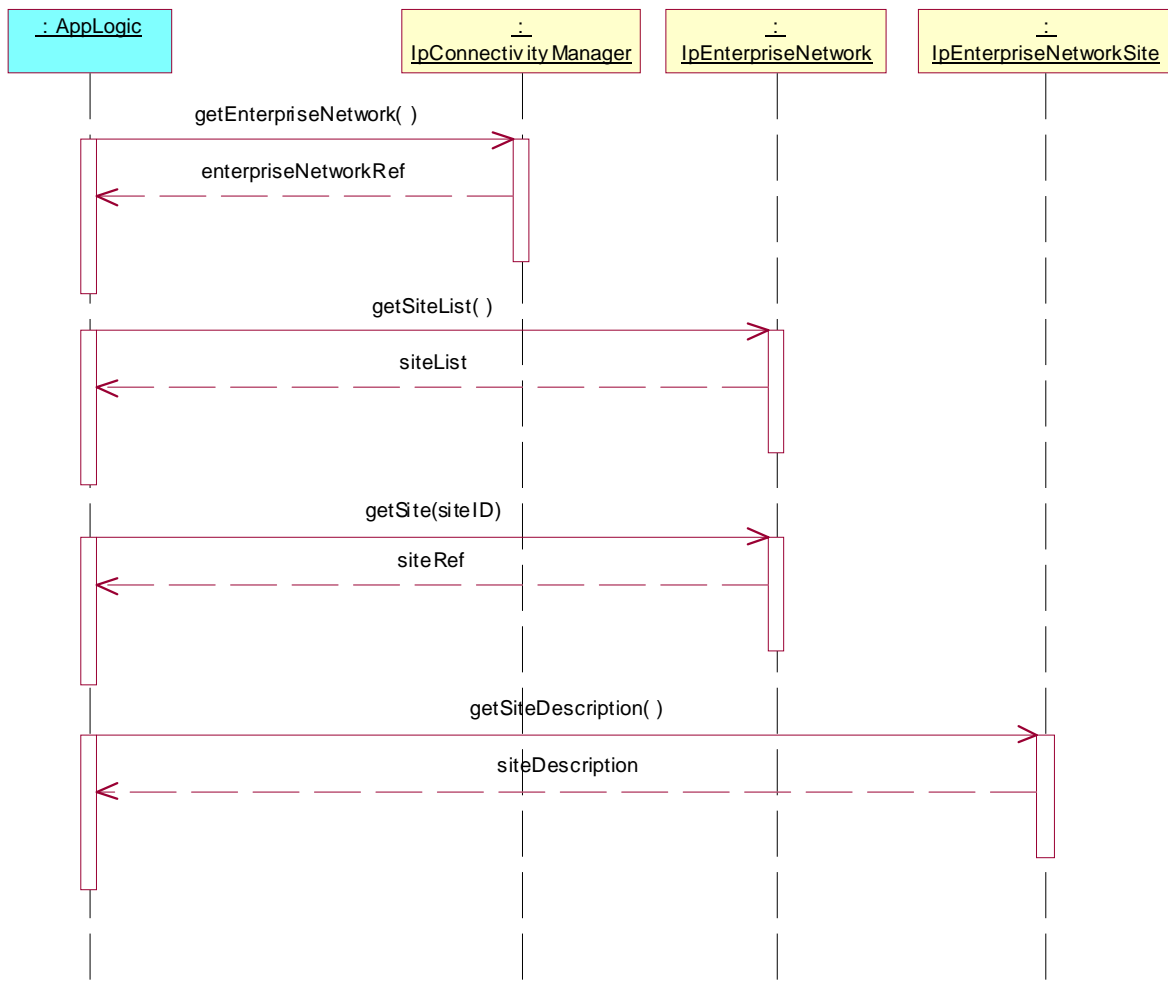 : AppLogic
:
IpConnectivityManager
:
IpEnterpriseNetwork
:
IpEnterpriseNetworkSite
getEnterpriseNetwork( )
enterpriseNetworkRef
getSiteList( )
siteList
getSite(siteID)
siteRef
getSiteDescription( )
siteDescription